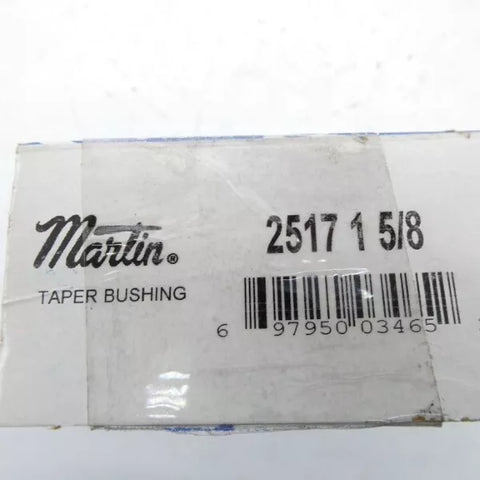 Martin®
TAPER BUSHING
2517 1 5/8
6 97950 03465